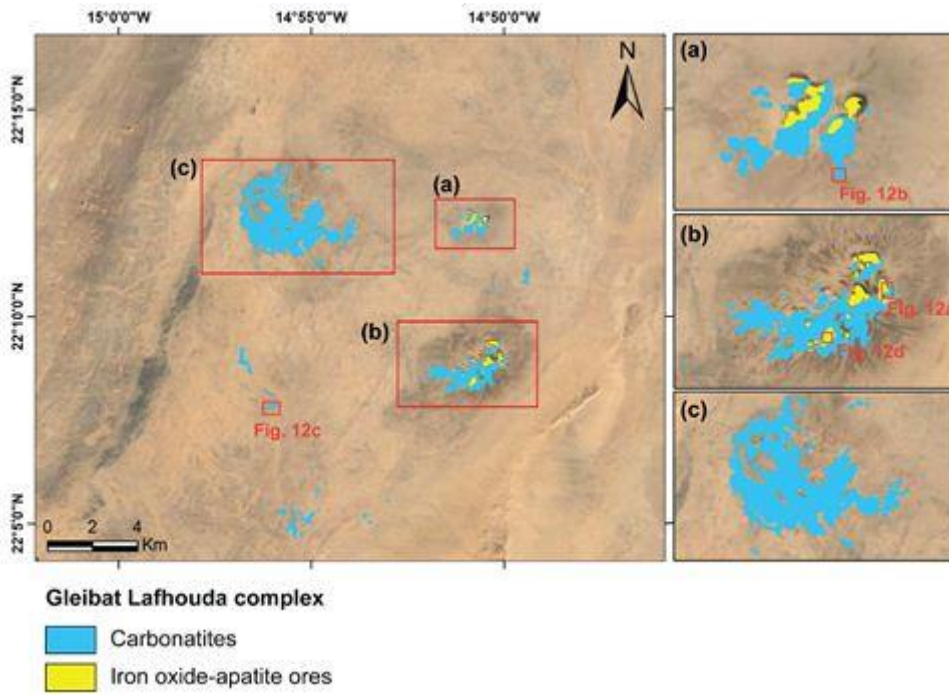 15°0'0"W
14°55'0"W
14°50'0"W
22°15'0"N
22°10'0"N
22°5'0"N
N
(c)
(a)
(b)
Fig. 12c
0 2 4
Km
(a)
Fig. 12b
(b)
Fig. 12d
(c)
Gleibat Lafhouda complex
Carbonatites
Iron oxide-apatite ores